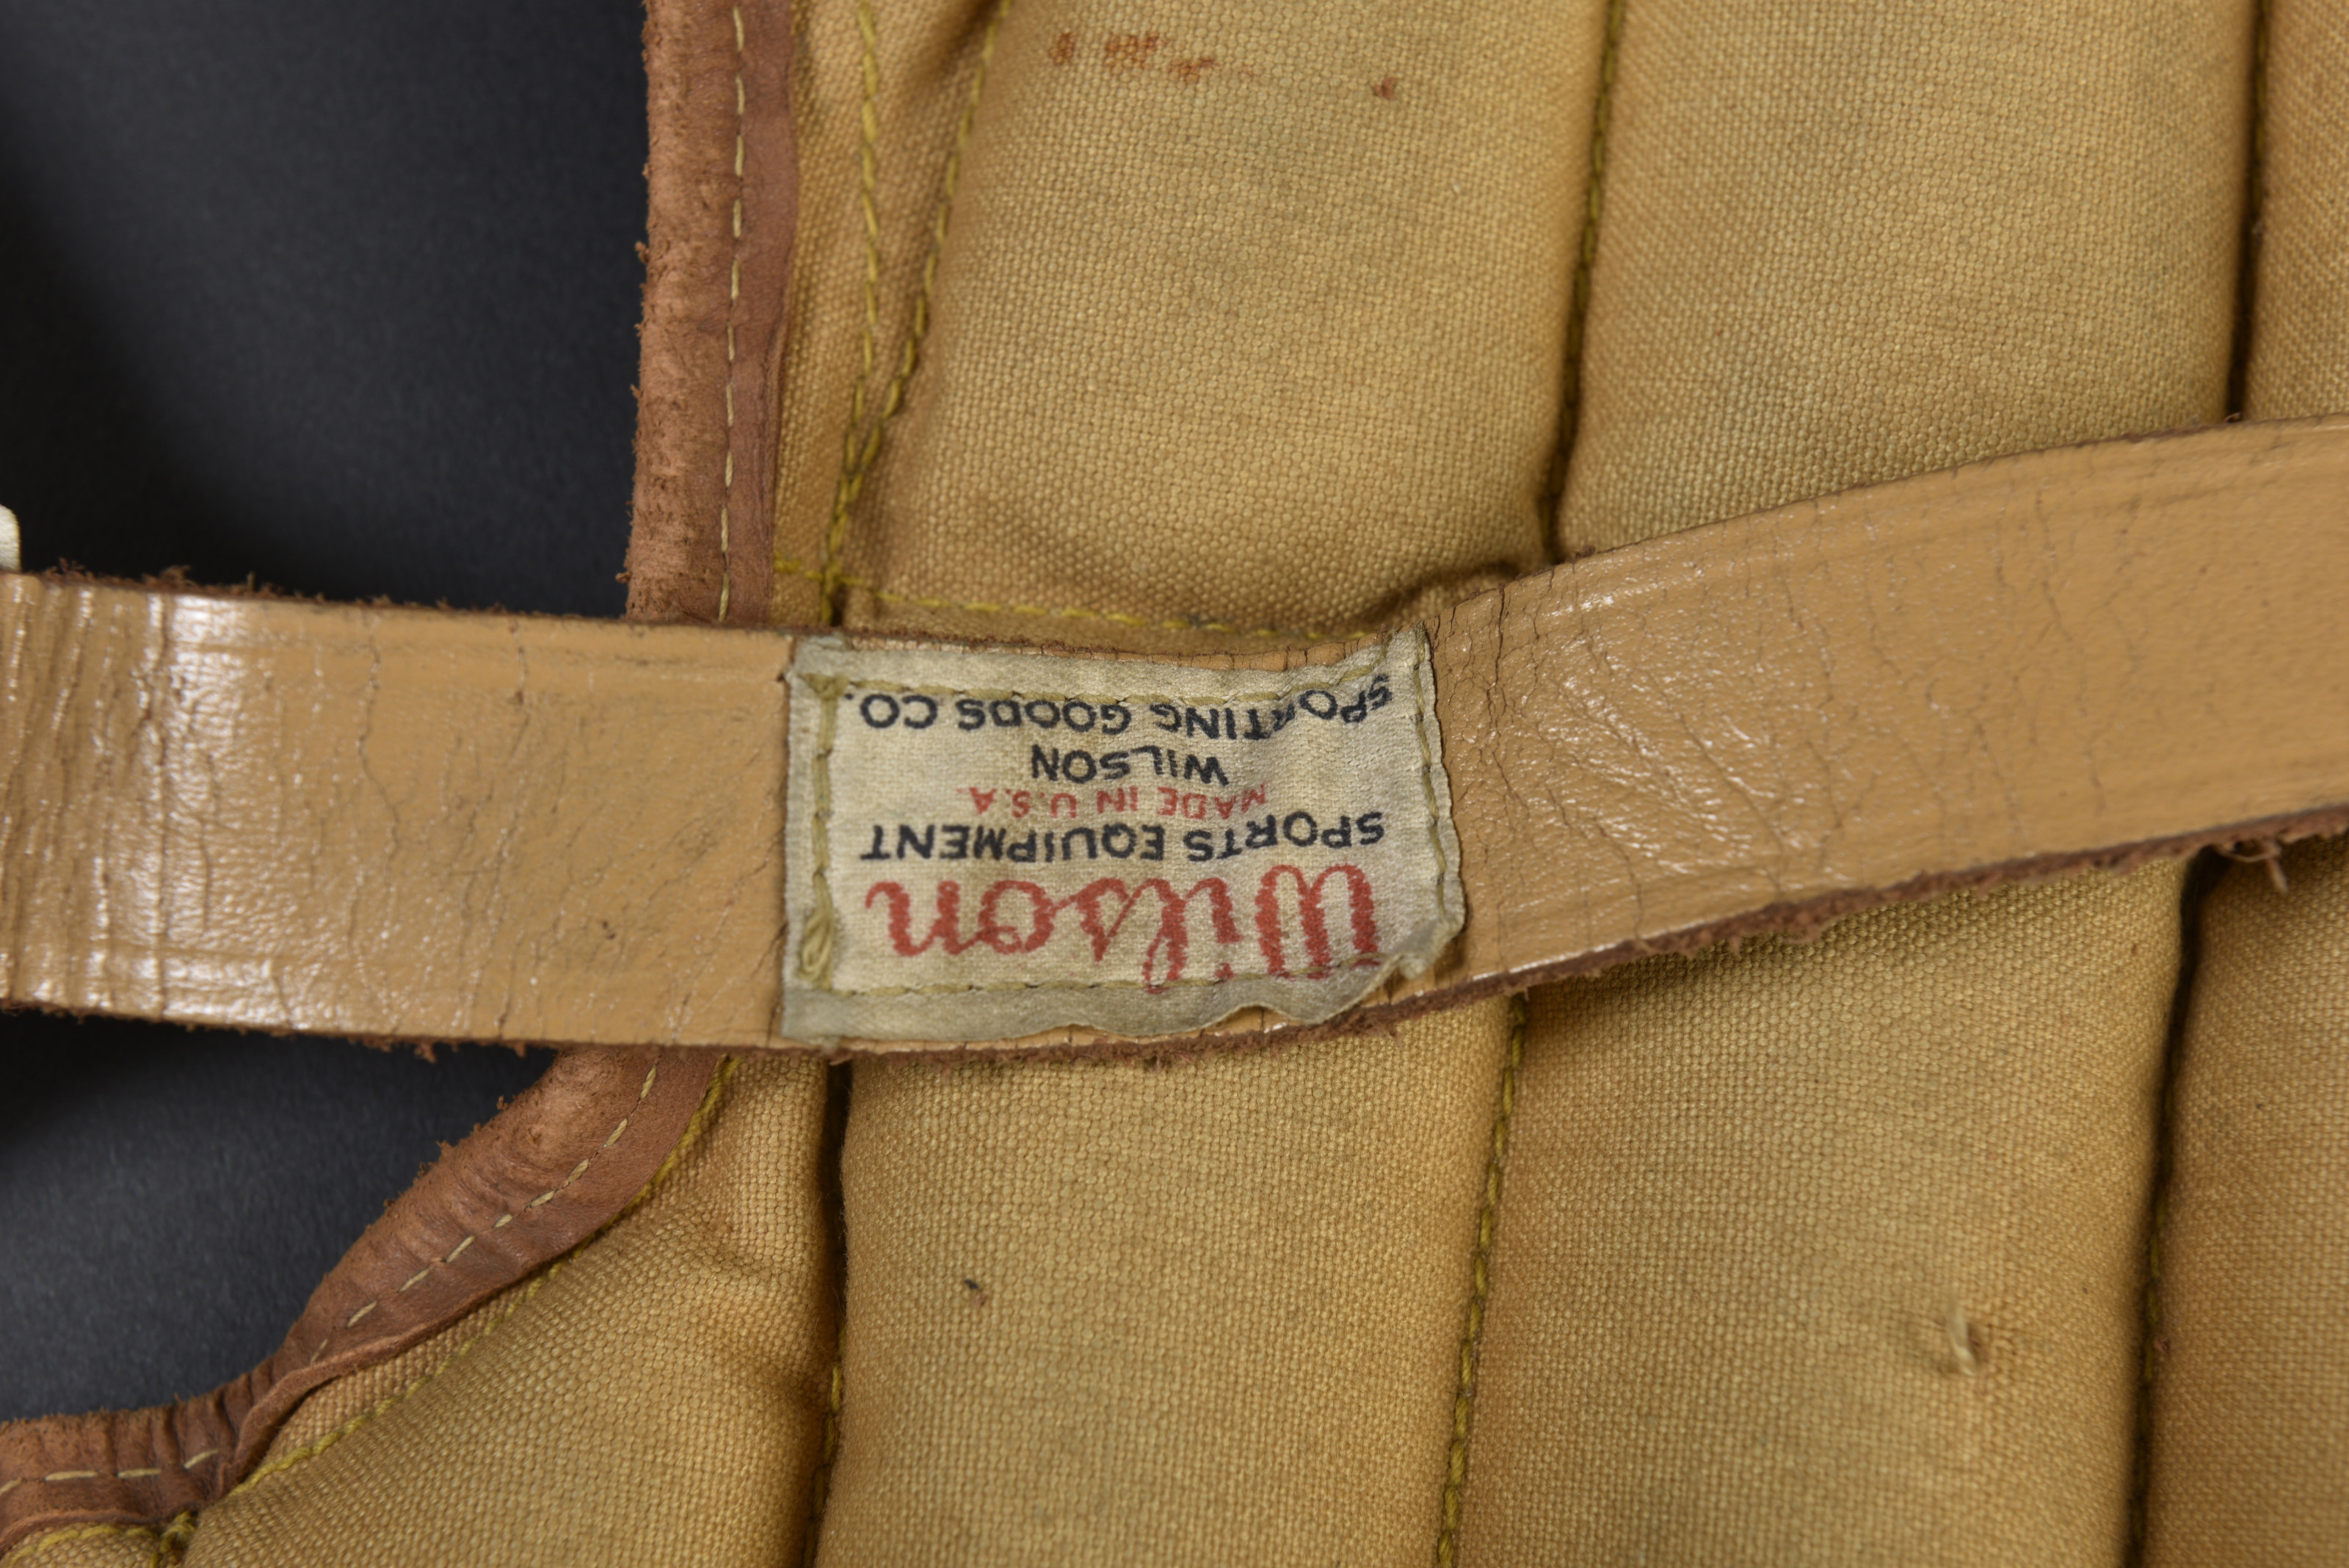 Wilson
SPORTS EQUIPMENT
MADE IN U.S.A.
WILSON
SPORTING GOODS CO.